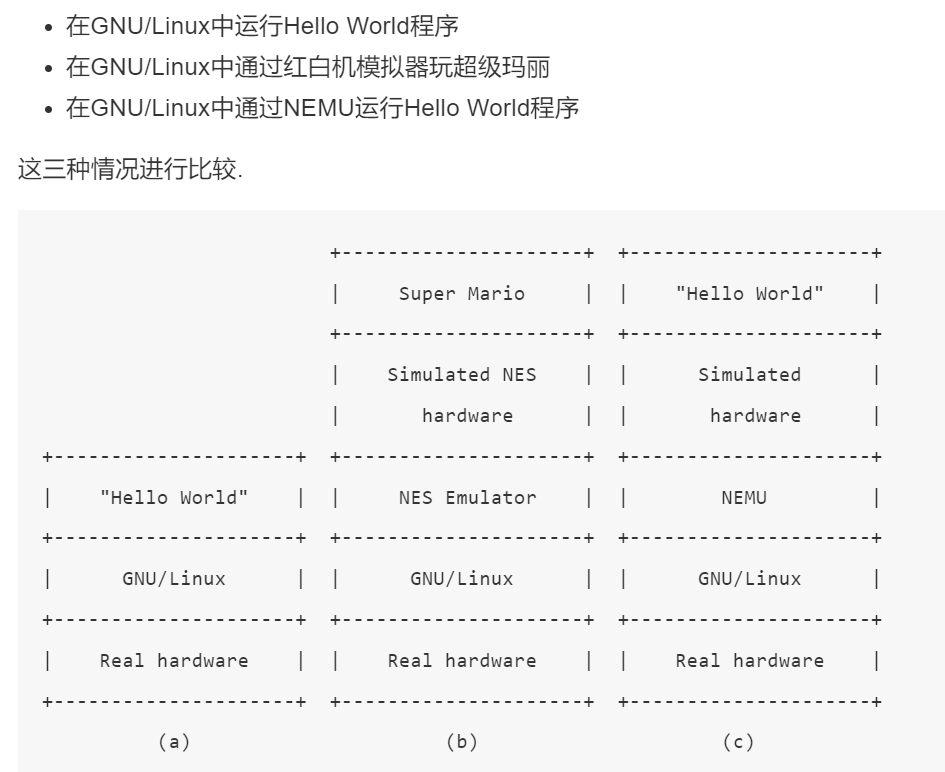 在GNU/Linux中运行Hello World程序
在GNU/Linux中通过红白机模拟器玩超级玛丽
在GNU/Linux中通过NEMU运行Hello World程序
这三种情况进行比较.
                         +---------------------+  +---------------------+
                         |     Super Mario     |  |    "Hello World"    |
                         +---------------------+  +---------------------+
                         |    Simulated NES    |  |      Simulated      |
                         |       hardware      |  |       hardware      |
+---------------------+  +---------------------+  +---------------------+
|    "Hello World"    |  |     NES Emulator    |  |        NEMU         |
+---------------------+  +---------------------+  +---------------------+
|      GNU/Linux      |  |      GNU/Linux      |  |      GNU/Linux      |
+---------------------+  +---------------------+  +---------------------+
|    Real hardware    |  |    Real hardware    |  |    Real hardware    |
+---------------------+  +---------------------+  +---------------------+
          (a)                      (b)                     (c)